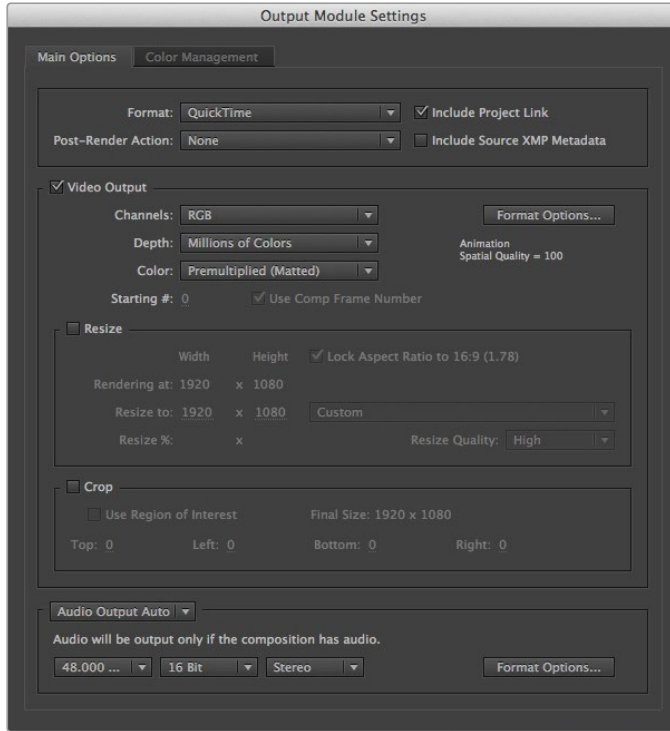 Output Module Settings
Main Options Color Management
Format: QuickTime Include Project Link
Post-Render Action: None Include Source XMP Metadata
Video Output
Channels: RGB Format Options...
Depth: Millions of Colors Animation
Spatial Quality = 100
Color: Premultiplied (Matted)
Starting #: 0 Use Comp Frame Number
Resize
Width Height Lock Aspect Ratio to 16:9 (1.78)
Rendering at: 1920 x 1080
Resize to: 1920 x 1080 Custom
Resize %: x Resize Quality: High
Crop
Use Region of Interest Final Size: 1920 x 1080
Top: 0 Left: 0 Bottom: 0 Right: 0
Audio Output Auto
Audio will be output only if the composition has audio.
48.000 ... 16 Bit Stereo Format Options...